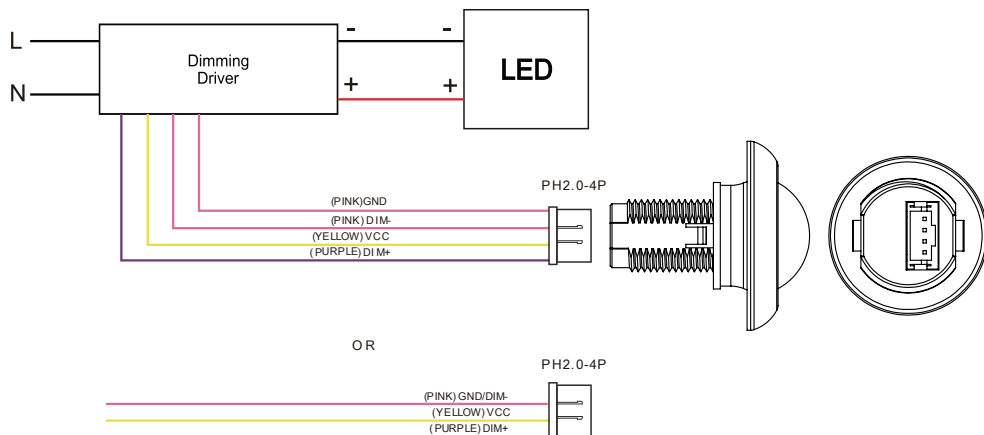 L
N
Dimming
Driver
-
-
+
+
LED
PH2.0-4P
(PINK)GND
(PINK) DIM-
(YELLOW) VCC
(PURPLE) DIM+
OR
PH2.0-4P
(PINK) GND/DIM-
(YELLOW) VCC
(PURPLE) DIM+